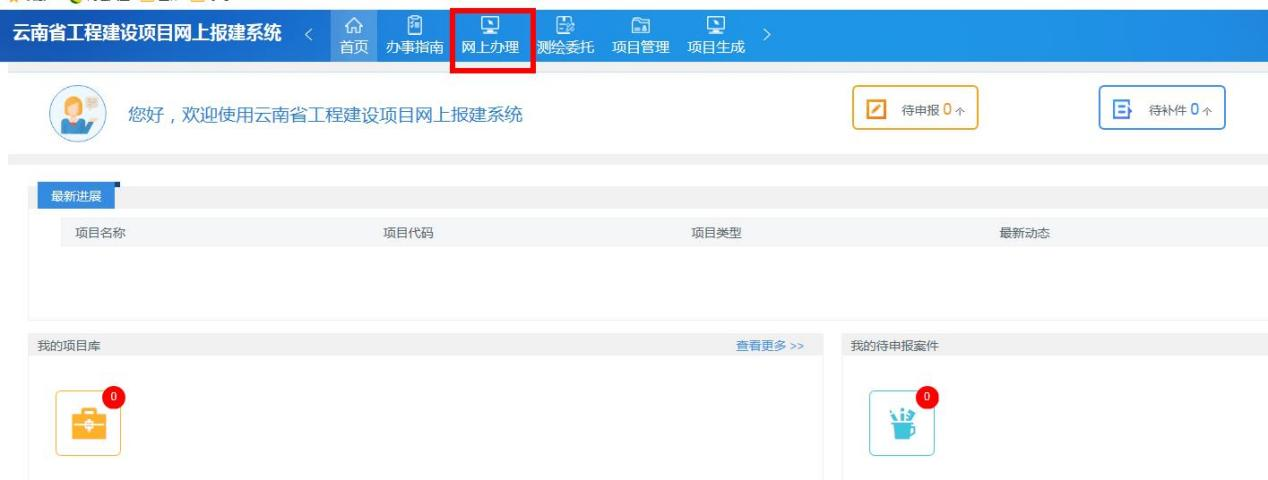 云南省工程建设项目网上报建系统
首页 办事指南 网上办理 测绘委托 项目管理 项目生成
您好，欢迎使用云南省工程建设项目网上报建系统
待申报 0 个
待补件 0 个
最新进展
项目名称 项目代码 项目类型 最新动态
我的项目库 查看更多 >>
我的待申报案件
0
0